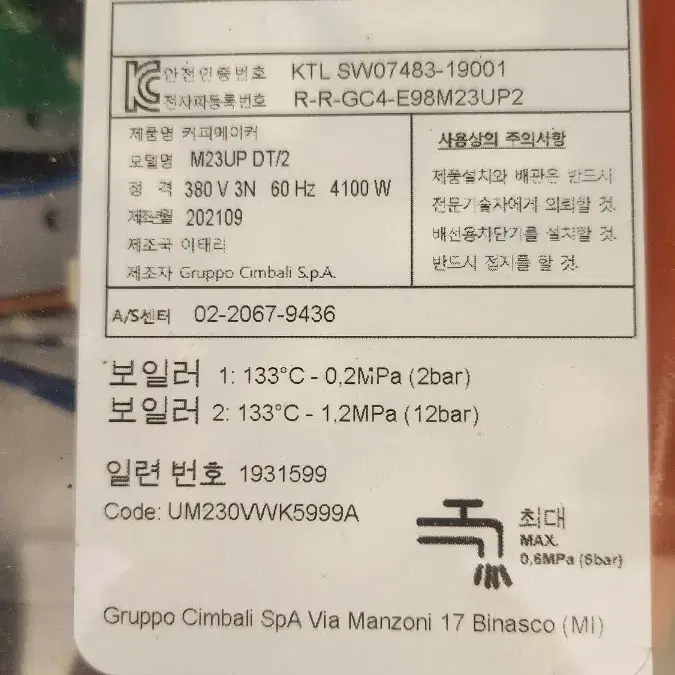 안전인증번호 KTL SW07483-19001
전자파등록번호 R-R-GC4-E98M23UP2
제품명 커피메이커
모델명 M23UP DT/2
정 격 380 V 3N 60 Hz 4100 W
제조년월 202109
제조국 이태리
제조자 Gruppo Cimbali S.p.A.
사용상의 주의사항
제품설치와 배관은 반드시
전문기술자에게 의뢰할 것.
배선용차단기를 설치할 것.
반드시 접지를 할 것.
A/S센터 02-2067-9436
보일러 1: 133°C - 0,2MPa (2bar)
보일러 2: 133°C - 1,2MPa (12bar)
일련 번호 1931599
Code: UM230VWK5999A
최대
MAX.
0,6MPa (6bar)
Gruppo Cimbali SpA Via Manzoni 17 Binasco (MI)